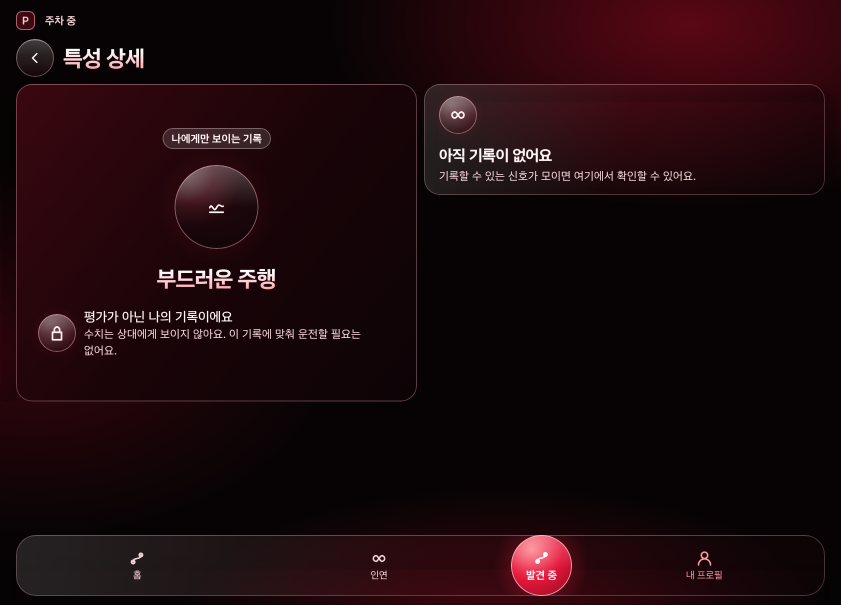 P 주차 중
특성 상세
나에게만 보이는 기록
부드러운 주행
평가가 아닌 나의 기록이에요
수치는 상대에게 보이지 않아요. 이 기록에 맞춰 운전할 필요는
없어요.
아직 기록이 없어요
기록할 수 있는 신호가 모이면 여기에서 확인할 수 있어요.
홈
인연
발견 중
내 프로필